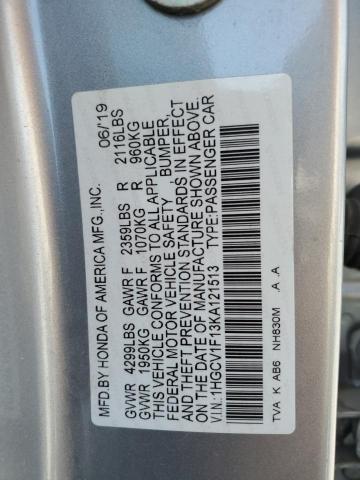 MFD.BY HONDA OF AMERICA MFG.,INC. 06/19
GVWR 4299LBS GAWR F 2359LBS R 2116LBS
GVWR 1950KG GAWR F 1070KG R 960KG
THIS VEHICLE CONFORMS TO ALL APPLICABLE
FEDERAL MOTOR VEHICLE SAFETY , BUMPER,
AND THEFT PREVENTION STANDARDS IN EFFECT
ON THE DATE OF MANUFACTURE SHOWN ABOVE.
V.I.N.:1HGCV1F13KA121513 TYPE:PASSENGER CAR
TVA K AB6 NH830M .A .A